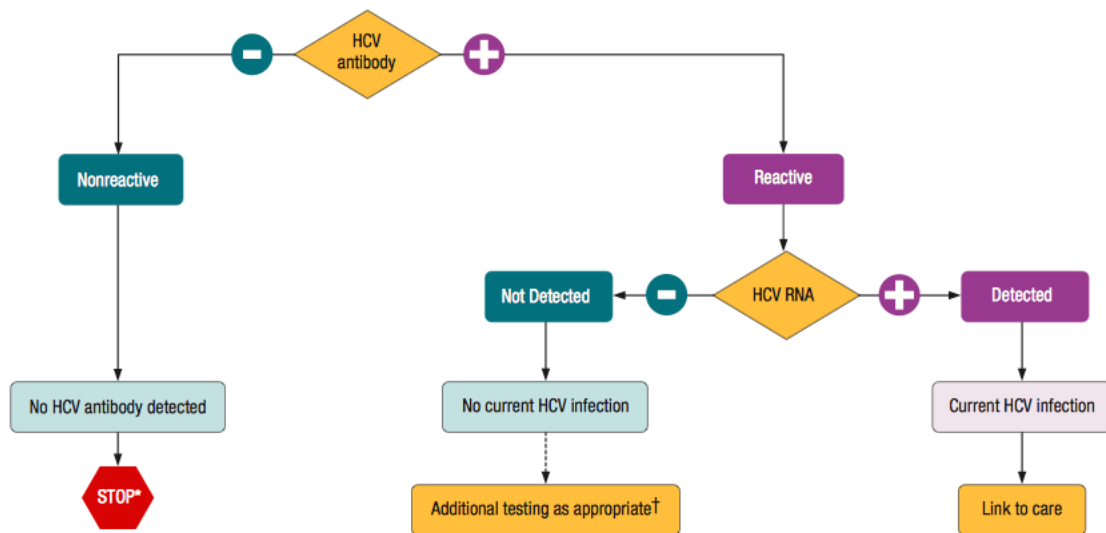 HCV
antibody
Nonreactive
Reactive
Not Detected
HCV RNA
Detected
No HCV antibody detected
No current HCV infection
Current HCV infection
STOP*
Additional testing as appropriate†
Link to care